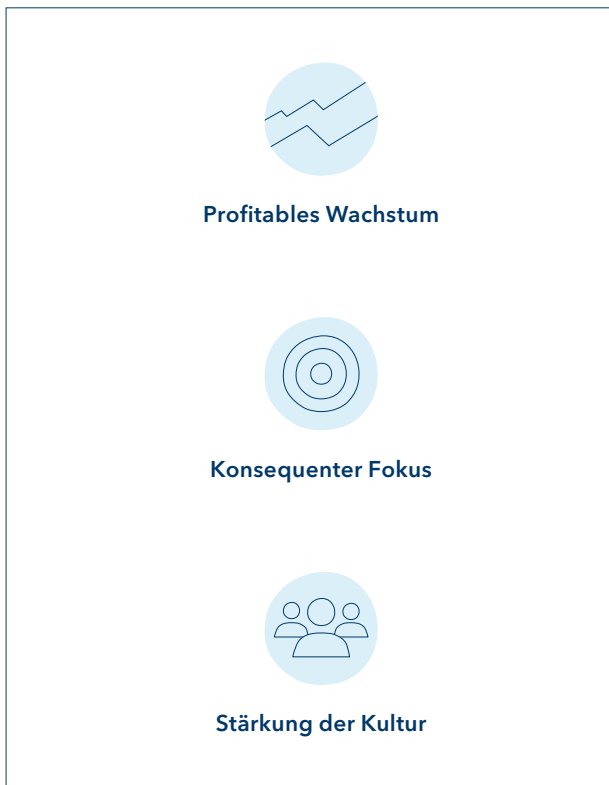 Profitables Wachstum
Konsequenter Fokus
Stärkung der Kultur